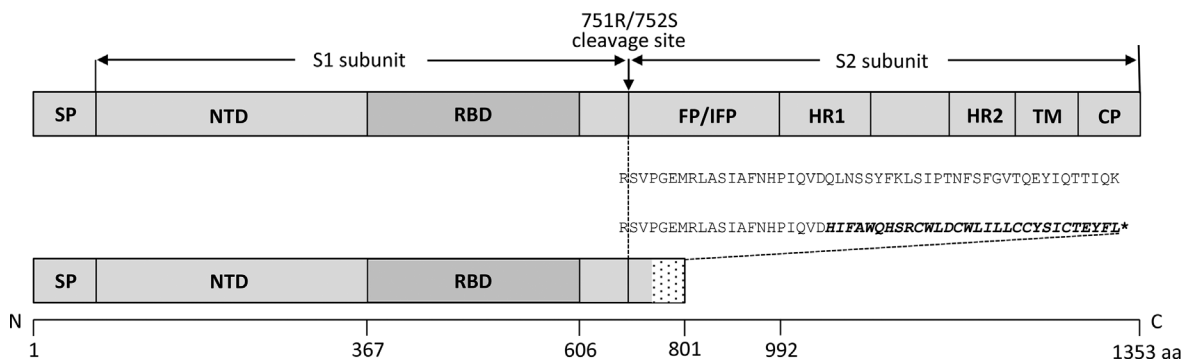 751R/752S
cleavage site
S1 subunit S2 subunit
SP NTD RBD FP/IFP HR1 HR2 TM CP
RSVPGEMRLASIAFNHPIQVDQLNSSYFKLSIPTNFSFGVTQEYIQTTIQK
RSVPGEMRLASIAFNHPIQVDHIFAWQHSRCWLDCWLILLCCYSICTEYFL*
SP NTD RBD
N C
1 367 606 801 992 1353 aa